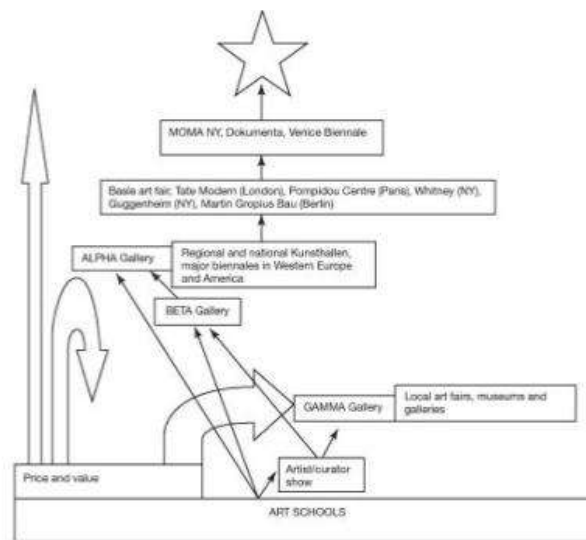 MOMA NY, Dokumenta, Venice Biennale
Basle art fair, Tate Modern (London), Pompidou Centre (Paris), Whitney (NY),
Guggenheim (NY), Martin Gropius Bau (Berlin)
ALPHA Gallery
Regional and national Kunsthallen,
major biennales in Western Europe
and America
BETA Gallery
GAMMA Gallery
Local art fairs, museums and
galleries
Artist/curator
show
Price and value
ART SCHOOLS